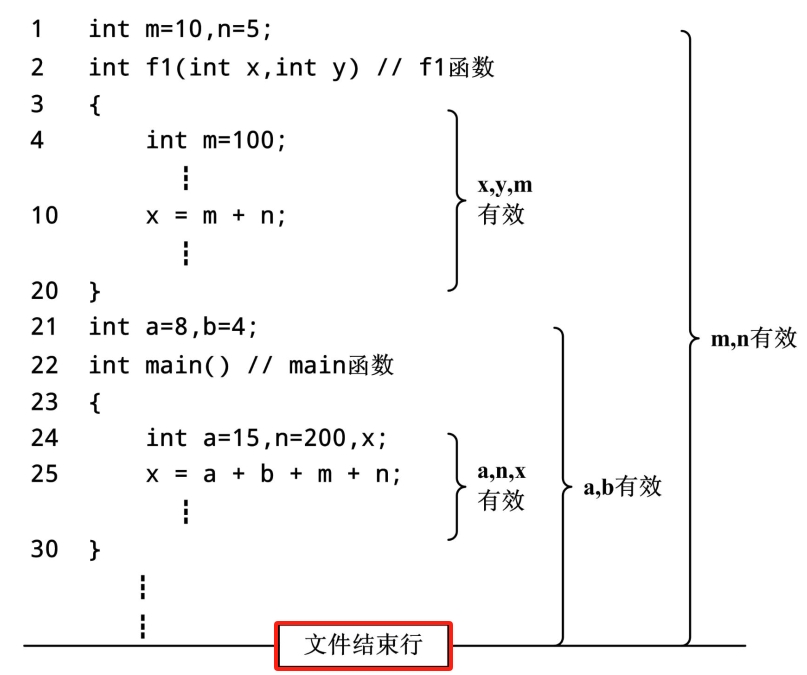 1 int m=10,n=5;
2 int f1(int x,int y) // f1函数
3 {
4 int m=100;
10 x = m + n;
20 }
21 int a=8,b=4;
22 int main() // main函数
23 {
24 int a=15,n=200,x;
25 x = a + b + m + n;
30 }
x,y,m
有效
a,n,x
有效
a,b有效
m,n有效
文件结束行